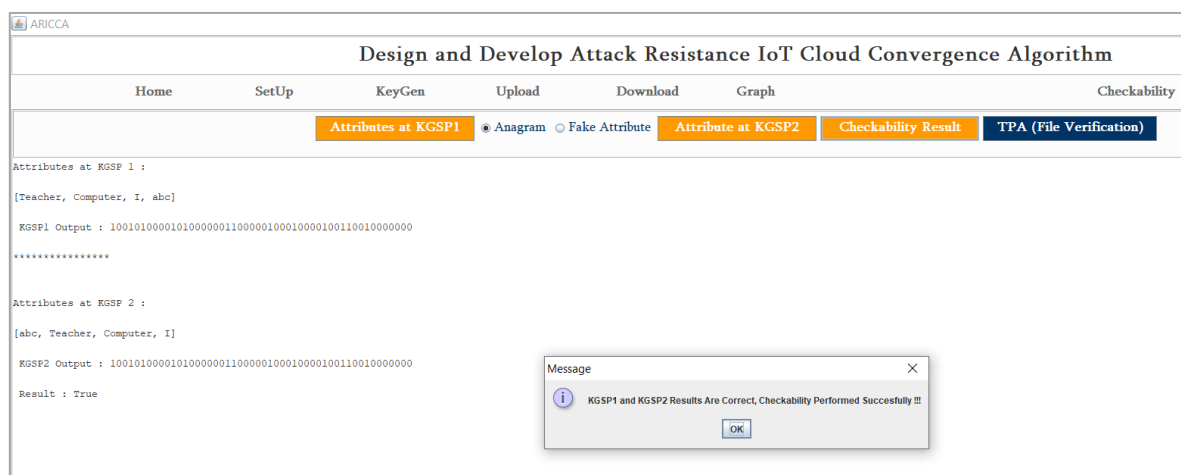 ARICCA
Design and Develop Attack Resistance IoT Cloud Convergence Algorithm
Home SetUp KeyGen Upload Download Graph Checkability
Attributes at KGSP1 Anagram Fake Attribute Attribute at KGSP2 Checkability Result TPA (File Verification)
Attributes at KGSP 1 :
[Teacher, Computer, I, abc]
KGSP1 Output : 10010100001010000001100000100010000100110010000000
****************
Attributes at KGSP 2 :
[abc, Teacher, Computer, I]
KGSP2 Output : 10010100001010000001100000100010000100110010000000
Result : True
Message
KGSP1 and KGSP2 Results Are Correct, Checkability Performed Succesfully !!!
OK